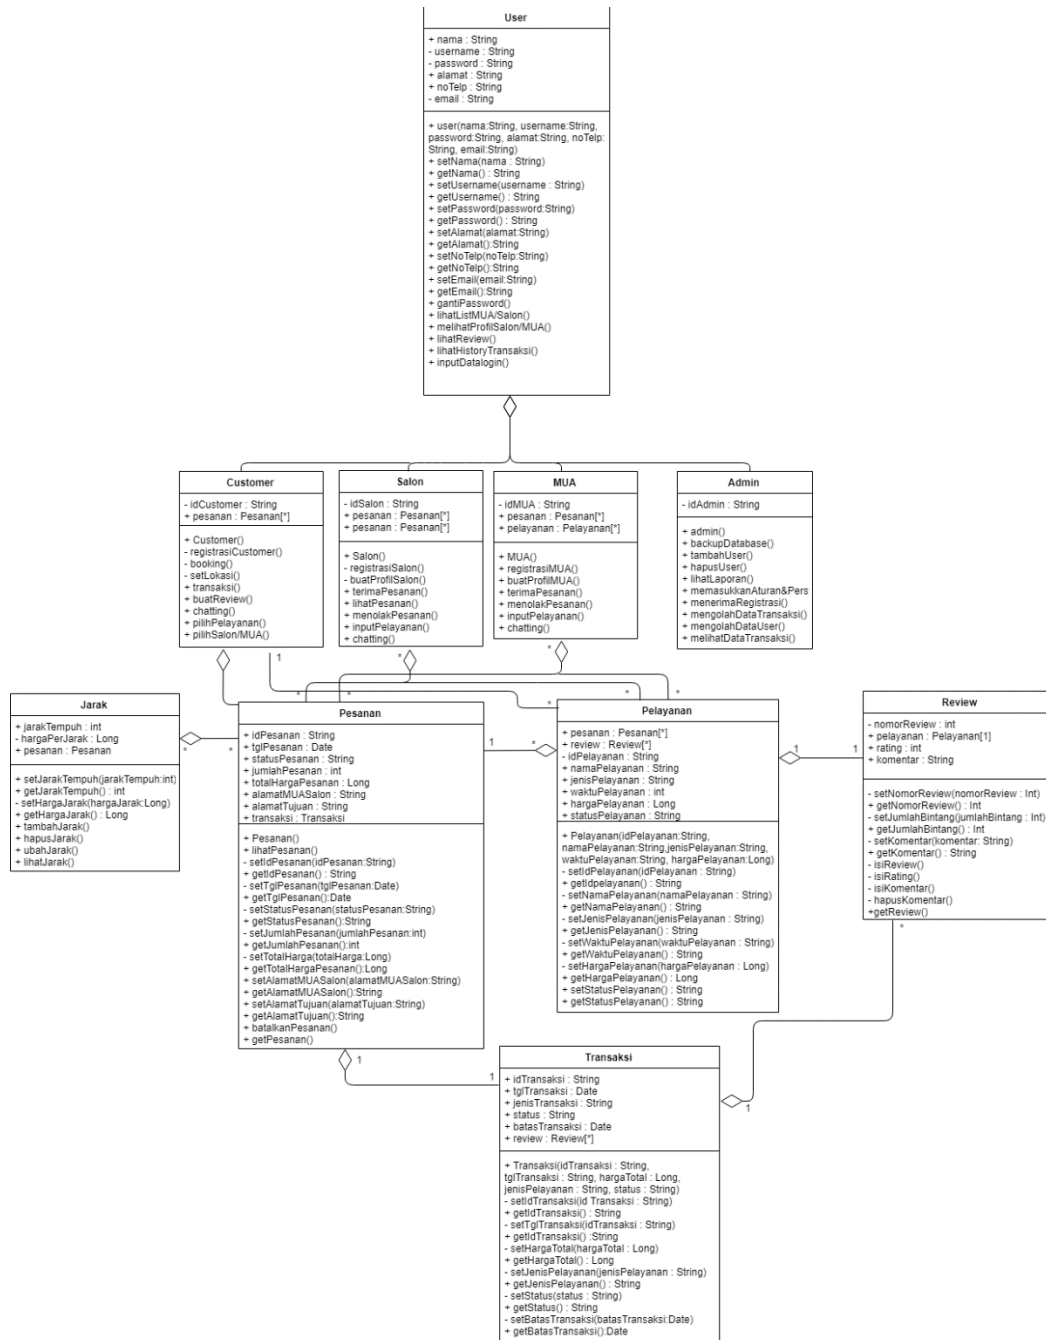 User
+ nama : String
- username : String
- password : String
+ alamat : String
+ noTelp : String
- email : String
+ user(nama:String, username:String,
password:String, alamat:String, noTelp:
String, email:String)
+ setNama(nama : String)
+ getNama() : String
+ setUsername(username : String)
+ getUsername() : String
+ setPassword(password:String)
+ getPassword() : String
+ setAlamat(alamat:String)
+ getAlamat():String
+ setNoTelp(noTelp:String)
+ getNoTelp():String
+ setEmail(email:String)
+ getEmail():String
+ gantiPassword()
+ lihatListMUA/Salon()
+ melihatProfilSalon/MUA()
+ lihatReview()
+ lihatHistoryTransaksi()
+ inputDatalogin()
Customer
- idCustomer : String
+ pesanan : Pesanan[*]
+ Customer()
- registrasiCustomer()
- booking()
- setLokasi()
+ transaksi()
+ buatReview()
+ chatting()
+ pilihPelayanan()
+ pilihSalon/MUA()
Salon
- idSalon : String
+ pesanan : Pesanan[*]
+ pesanan : Pesanan[*]
+ Salon()
- registrasiSalon()
- buatProfilSalon()
+ terimaPesanan()
+ lihatPesanan()
+ menolakPesanan()
+ inputPelayanan()
+ chatting()
MUA
- idMUA : String
+ pesanan : Pesanan[*]
+ pelayanan : Pelayanan[*]
+ MUA()
+ registrasiMUA()
+ buatProfilMUA()
+ terimaPesanan()
+ menolakPesanan()
+ inputPelayanan()
+ chatting()
Admin
- idAdmin : String
+ admin()
+ backupDatabase()
+ tambahUser()
+ hapusUser()
+ lihatLaporan()
+ memasukkanAturan&Pers
+ menerimaRegistrasi()
+ mengolahDataTransaksi()
+ mengolahDataUser()
+ melihatDataTransaksi()
1
*
*
*
*
*
*
*
Jarak
+ jarakTempuh : int
- hargaPerJarak : Long
+ pesanan : Pesanan
+ setJarakTempuh(jarakTempuh:int)
+ getJarakTempuh() : int
- setHargaJarak(hargaJarak:Long)
+ getHargaJarak() : Long
+ tambahJarak()
+ hapusJarak()
+ ubahJarak()
+ lihatJarak()
*
*
Pesanan
+ idPesanan : String
+ tglPesanan : Date
+ statusPesanan : String
+ jumlahPesanan : int
+ totalHargaPesanan : Long
+ alamatMUASalon : String
+ alamatTujuan : String
+ transaksi : Transaksi
+ Pesanan()
+ lihatPesanan()
- setIdPesanan(idPesanan:String)
+ getIdPesanan() : String
- setTglPesanan(tglPesanan:Date)
+ getTglPesanan():Date
- setStatusPesanan(statusPesanan:String)
+ getStatusPesanan():String
- setJumlahPesanan(jumlahPesanan:int)
+ getJumlahPesanan():int
- setTotalHarga(totalHarga:Long)
+ getTotalHargaPesanan():Long
+ setAlamatMUASalon(alamatMUASalon:String)
+ getAlamatMUASalon():String
+ setAlamatTujuan(alamatTujuan:String)
+ getAlamatTujuan():String
+ batalkanPesanan()
+ getPesanan()
1
*
Pelayanan
+ pesanan : Pesanan[*]
+ review : Review[*]
- idPelayanan : String
+ namaPelayanan : String
+ jenisPelayanan : String
+ waktuPelayanan : int
+ hargaPelayanan : Long
+ statusPelayanan : String
+ Pelayanan(idPelayanan:String,
namaPelayanan:String,jenisPelayanan:String,
waktuPelayanan:String, hargaPelayanan:Long)
- setIdPelayanan(idPelayanan : String)
+ getIdpelayanan() : String
- setNamaPelayanan(namaPelayanan : String)
+ getNamaPelayanan() : String
- setJenisPelayanan(jenisPelayanan : String)
+ getJenisPelayanan() : String
- setWaktuPelayanan(waktuPelayanan : String)
+ getWaktuPelayanan() : String
- setHargaPelayanan(hargaPelayanan : Long)
+ getHargaPelayanan() : Long
+ setStatusPelayanan() : String
+ getStatusPelayanan() : String
1
1
Review
- nomorReview : int
+ pelayanan : Pelayanan[1]
+ rating : int
+ komentar : String
- setNomorReview(nomorReview : Int)
+ getNomorReview() : Int
- setJumlahBintang(jumlahBintang : Int)
+ getJumlahBintang() : Int
- setKomentar(komentar: String)
+ getKomentar() : String
- isiReview()
- isiRating()
- isiKomentar()
- hapusKomentar()
+getReview()
*
1
1
1
Transaksi
+ idTransaksi : String
+ tglTransaksi : Date
+ jenisTransaksi : String
+ status : String
+ batasTransaksi : Date
+ review : Review[*]
+ Transaksi(idTransaksi : String,
tglTransaksi : String, hargaTotal : Long,
jenisPelayanan : String, status : String)
- setIdTransaksi(id Transaksi : String)
+ getIdTransaksi() : String
- setTglTransaksi(idTransaksi : String)
+ getIdTransaksi() :String
- setHargaTotal(hargaTotal : Long)
+ getHargaTotal() : Long
- setJenisPelayanan(jenisPelayanan : String)
+ getJenisPelayanan() : String
- setStatus(status : String)
+ getStatus() : String
- setBatasTransaksi(batasTransaksi:Date)
+ getBatasTransaksi():Date